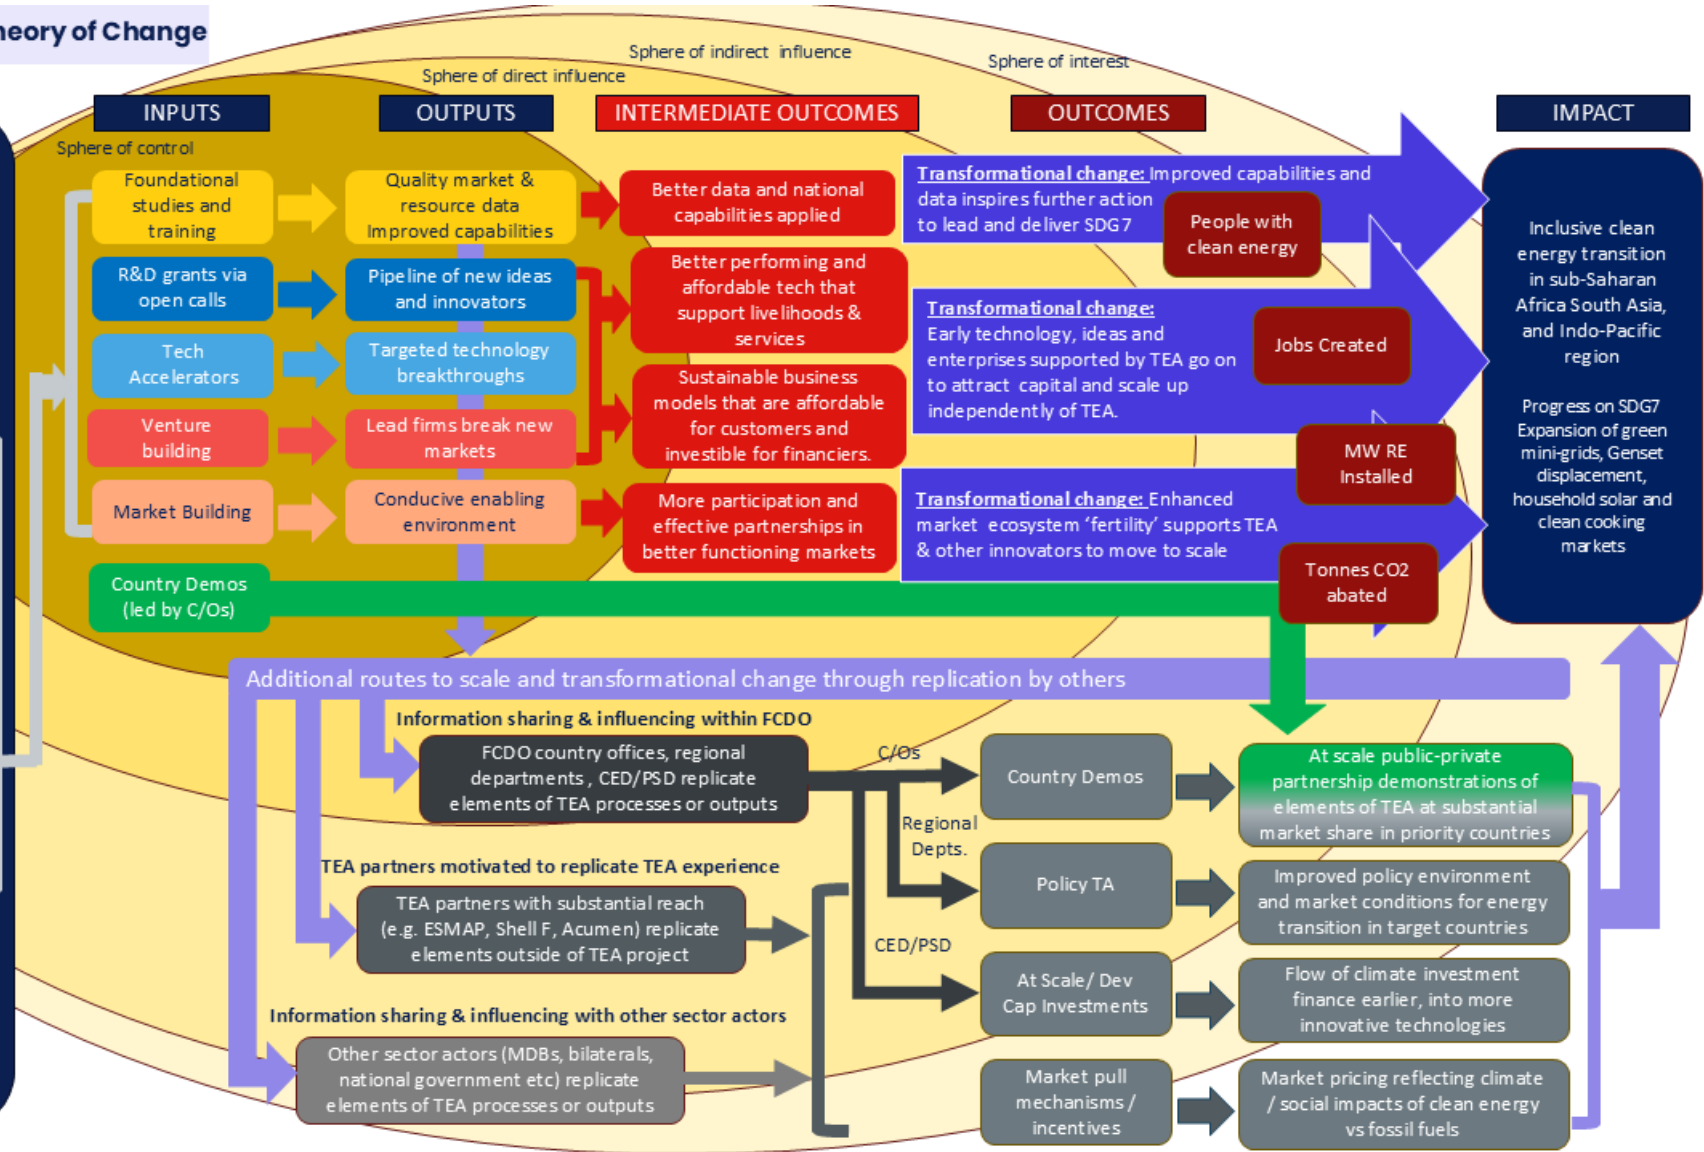 heory of Change
Sphere of indirect influence
Sphere of interest
Sphere of direct influence
INPUTS
OUTPUTS
INTERMEDIATE OUTCOMES
OUTCOMES
IMPACT
Sphere of control
Foundational
studies and
training
Quality market &
resource data
Improved capabilities
Better data and national
capabilities applied
Transformational change: Improved capabilities and
data inspires further action
to lead and deliver SDG7
People with
clean energy
R&D grants via
open calls
Pipeline of new ideas
and innovators
Better performing and
affordable tech that
support livelihoods &
services
Transformational change:
Early technology, ideas and
enterprises supported by TEA go on
to attract capital and scale up
independently of TEA.
Jobs Created
Tech
Accelerators
Targeted technology
breakthroughs
Sustainable business
models that are affordable
for customers and
investible for financiers.
Venture
building
Lead firms break new
markets
MW RE
Installed
Market Building
Conducive enabling
environment
More participation and
effective partnerships in
better functioning markets
Transformational change: Enhanced
market ecosystem ‘fertility’ supports TEA
& other innovators to move to scale
Tonnes CO2
abated
Country Demos
(led by C/Os)
Inclusive clean
energy transition
in sub-Saharan
Africa South Asia,
and Indo-Pacific
region
Progress on SDG7
Expansion of green
mini-grids, Genset
displacement,
household solar and
clean cooking
markets
Additional routes to scale and transformational change through replication by others
Information sharing & influencing within FCDO
FCDO country offices, regional
departments , CED/PSD replicate
elements of TEA processes or outputs
C/Os
Regional
Depts.
CED/PSD
Country Demos
At scale public-private
partnership demonstrations of
elements of TEA at substantial
market share in priority countries
TEA partners motivated to replicate TEA experience
TEA partners with substantial reach
(e.g. ESMAP, Shell F, Acumen) replicate
elements outside of TEA project
Policy TA
Improved policy environment
and market conditions for energy
transition in target countries
At Scale/ Dev
Cap Investments
Flow of climate investment
finance earlier, into more
innovative technologies
Information sharing & influencing with other sector actors
Other sector actors (MDBs, bilaterals,
national government etc) replicate
elements of TEA processes or outputs
Market pull
mechanisms /
incentives
Market pricing reflecting climate
/ social impacts of clean energy
vs fossil fuels